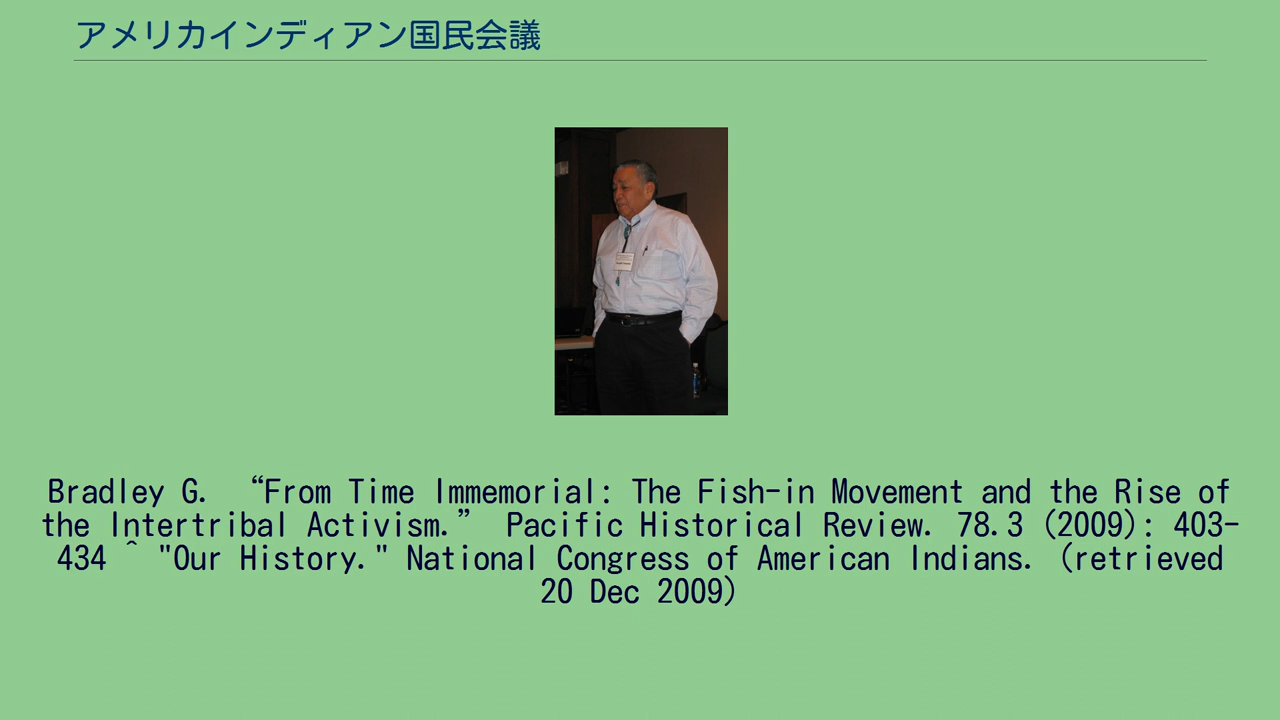 アメリカインディアン国民会議
Bradley G. “From Time Immemorial: The Fish-in Movement and the Rise of
the Intertribal Activism.” Pacific Historical Review. 78.3 (2009): 403-
434 ^ "Our History." National Congress of American Indians. (retrieved
20 Dec 2009)